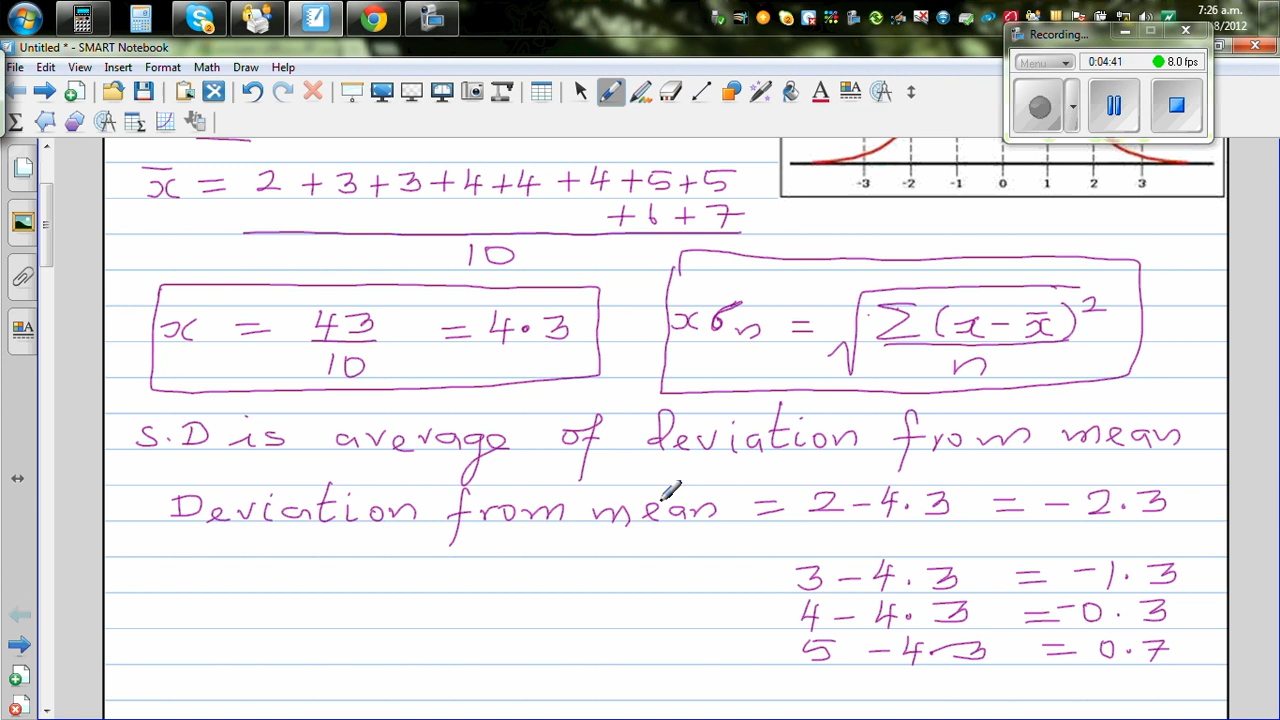 7:26 a.m.
8/2012
Untitled * - SMART Notebook
Recording...
File Edit View Insert Format Math Draw Help
Menu 0:04:41 8.0 fps
x̄ = 2 + 3 + 3 + 4 + 4 + 4 + 5 + 5
+ 6 + 7
10
-3 -2 -1 0 1 2 3
x = 43/10 = 4.3
xσn = √(Σ(x - x̄)²/n)
S.D is average of deviation from mean
Deviation from mean = 2 - 4.3 = -2.3
3 - 4.3 = -1.3
4 - 4.3 = -0.3
5 - 4.3 = 0.7